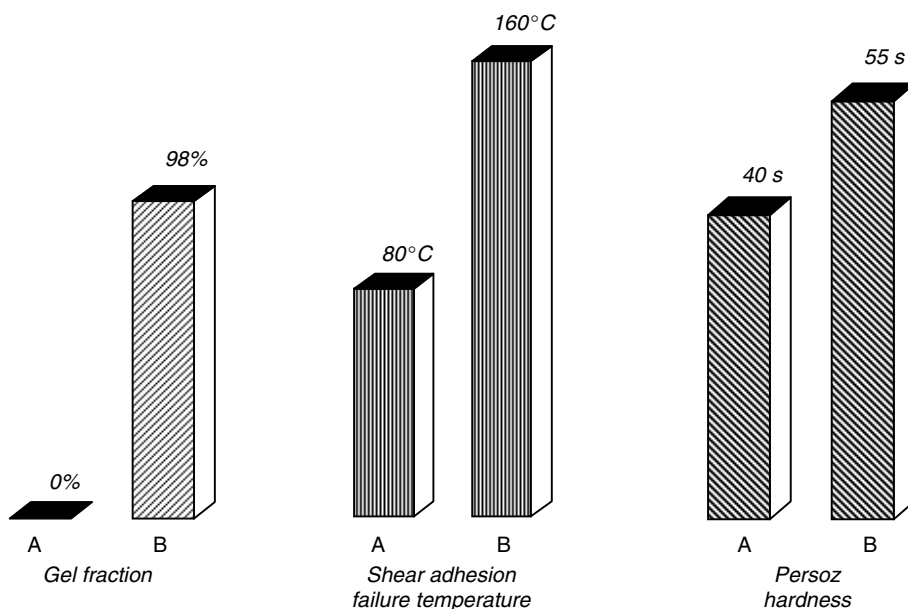 160°C
55 s
98%
40 s
80°C
0%
A B A B A B
Gel fraction Shear adhesion Persoz
failure temperature hardness